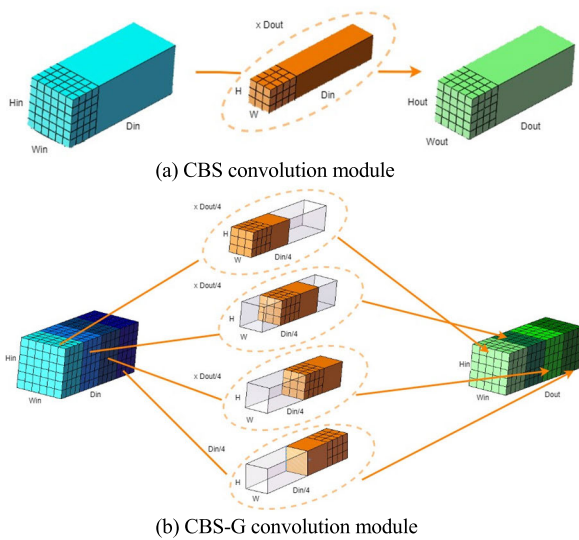 x Dout
Hin
Win
Din
H
W
Din
Hout
Wout
Dout
(a) CBS convolution module
x Dout/4
H
W
Din/4
x Dout/4
H
W
Din/4
Hin
Win
Din
x Dout/4
H
W
Din/4
Hin
Win
Dout
Din/4
H
W
Din/4
(b) CBS-G convolution module